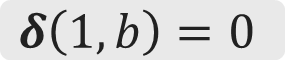 𝜹(1, 𝑏) = 0